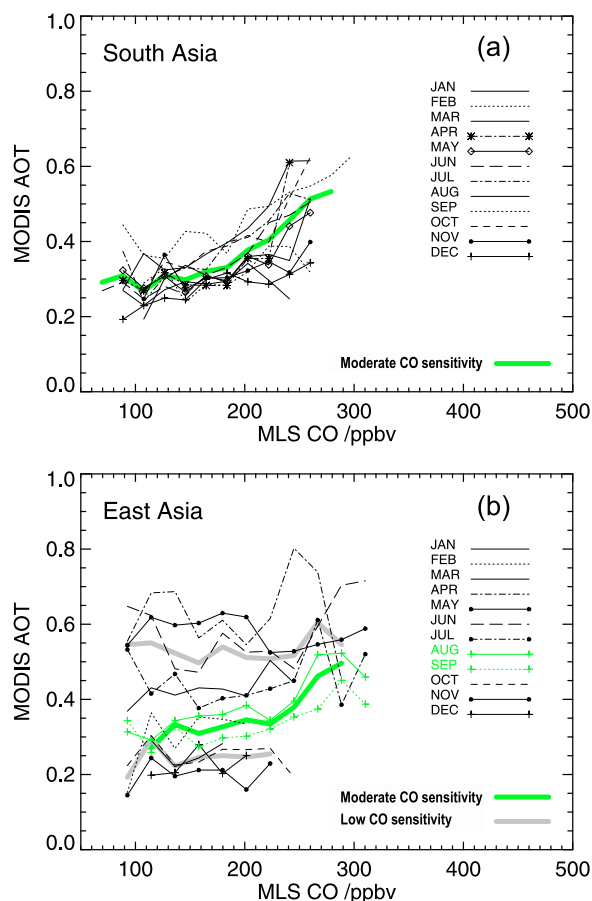 South Asia
(a)
1.0
0.8
0.6
0.4
0.2
0.0
MODIS AOT
JAN
FEB
MAR
APR
MAY
JUN
JUL
AUG
SEP
OCT
NOV
DEC
Moderate CO sensitivity
100 200 300 400 500
MLS CO /ppbv
East Asia
(b)
1.0
0.8
0.6
0.4
0.2
0.0
MODIS AOT
JAN
FEB
MAR
APR
MAY
JUN
JUL
AUG
SEP
OCT
NOV
DEC
Moderate CO sensitivity
Low CO sensitivity
100 200 300 400 500
MLS CO /ppbv